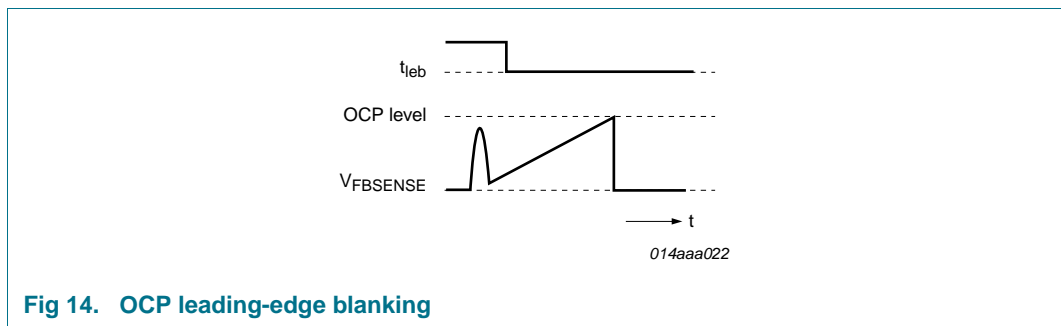 tleb
OCP level
VFBSENSE
t
014aaa022
Fig 14. OCP leading-edge blanking